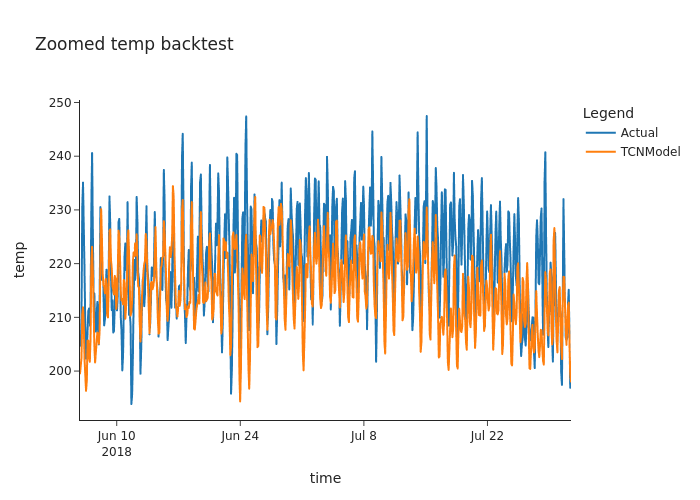 Zoomed temp backtest
Legend
Actual
TCNModel
250
240
230
220
210
200
temp
Jun 10
2018
Jun 24
Jul 8
Jul 22
time